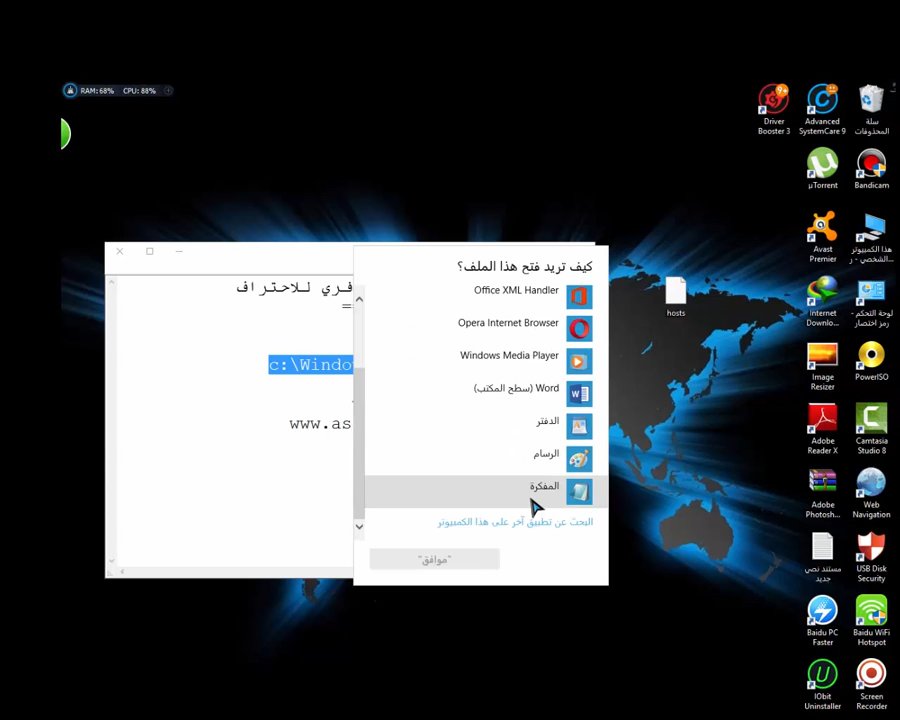 RAM: 68% CPU: 88%
سلة المحذوفات
Advanced SystemCare 9
Driver Booster 3
9+
Bandicam
µTorrent
هذا الكمبيوتر
الشخصي - ر...
Avast Premier
لوحة التحكم -
رمز اختصار
Internet Downlo...
PowerISO
Image Resizer
Camtasia Studio 8
Adobe Reader X
Web Navigation
Adobe Photosh...
USB Disk Security
مستند نصي
جديد
Baidu WiFi Hotspot
Baidu PC Faster
Screen Recorder
IObit Uninstaller
hosts
فري للاحتراف
c:\Windo
www.as
كيف تريد فتح هذا الملف؟
Office XML Handler
Opera Internet Browser
Windows Media Player
Word (سطح المكتب)
الدفتر
الرسام
المفكرة
البحث عن تطبيق آخر على هذا الكمبيوتر
"موافق"